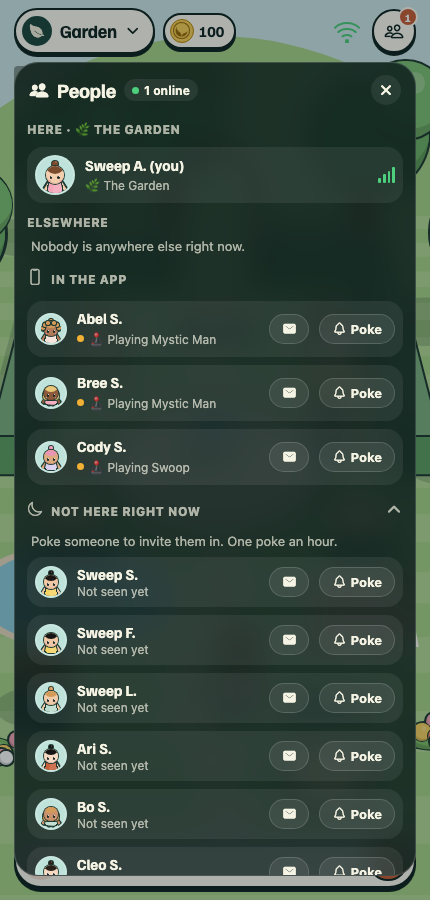 Garden
100
1
People
1 online
HERE · THE GARDEN
Sweep A. (you)
The Garden
ELSEWHERE
Nobody is anywhere else right now.
IN THE APP
Abel S.
Playing Mystic Man
Poke
Bree S.
Playing Mystic Man
Poke
Cody S.
Playing Swoop
Poke
NOT HERE RIGHT NOW
Poke someone to invite them in. One poke an hour.
Sweep S.
Not seen yet
Poke
Sweep F.
Not seen yet
Poke
Sweep L.
Not seen yet
Poke
Ari S.
Not seen yet
Poke
Bo S.
Not seen yet
Poke
Cleo S.
Poke